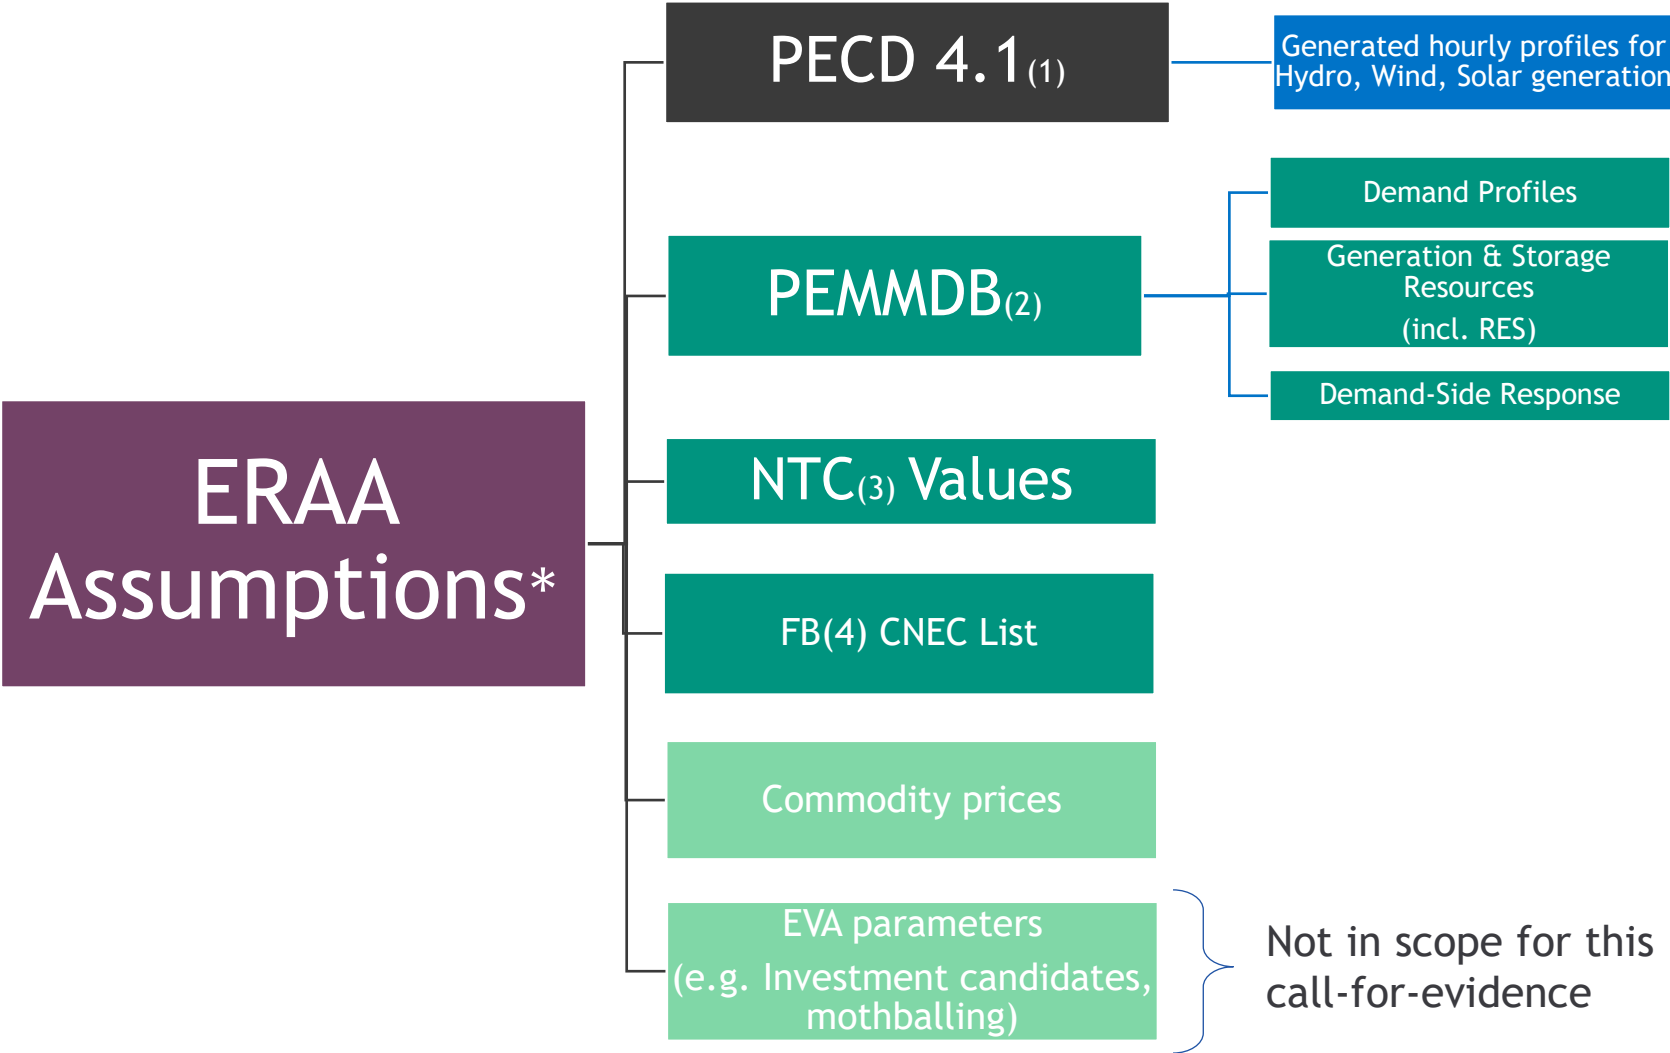 ERAA
Assumptions*
PECD 4.1(1)
Generated hourly profiles for
Hydro, Wind, Solar generation
PEMMDB(2)
Demand Profiles
Generation & Storage
Resources
(incl. RES)
Demand-Side Response
NTC(3) Values
FB(4) CNEC List
Commodity prices
EVA parameters
(e.g. Investment candidates,
mothballing)
Not in scope for this
call-for-evidence